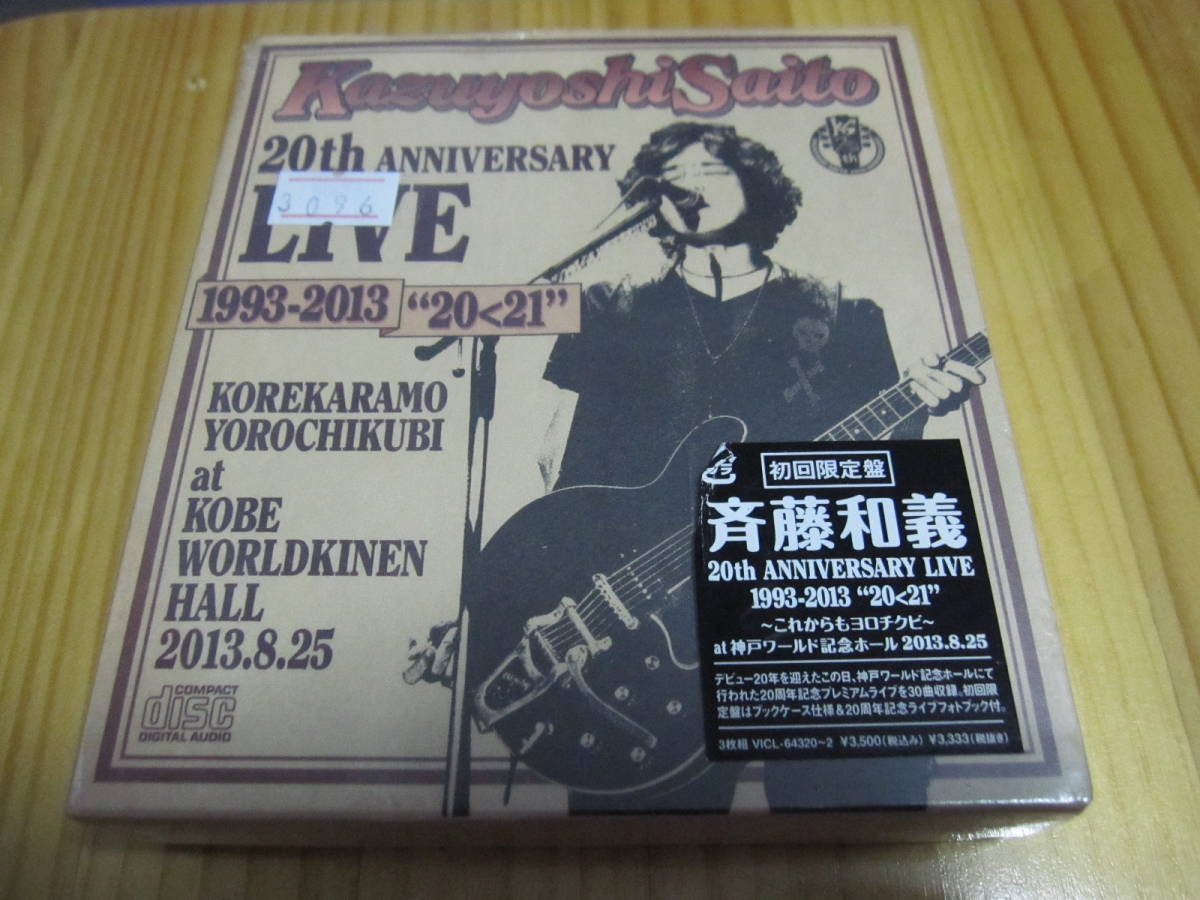 KazuyoshiSaito
20th ANNIVERSARY
3096
LIVE
1993-2013 “20<21”
KOREKARAMO
YOROCHIKUBI
at
KOBE
WORLDKINEN
HALL
2013.8.25
COMPACT
disc
DIGITAL AUDIO
初回限定盤
斉藤和義
20th ANNIVERSARY LIVE
1993-2013 “20<21”
~これからもヨロチクビ~
at 神戸ワールド記念ホール 2013.8.25
デビュー20年を迎えたこの日、神戸ワールド記念ホールにて
行われた20周年記念プレミアムライブを30曲収録。初回限
定盤はブックケース仕様&20周年記念ライブフォトブック付。
3枚組 VICL-64320~2 ¥3,500(税込み) ¥3,333(税抜き)